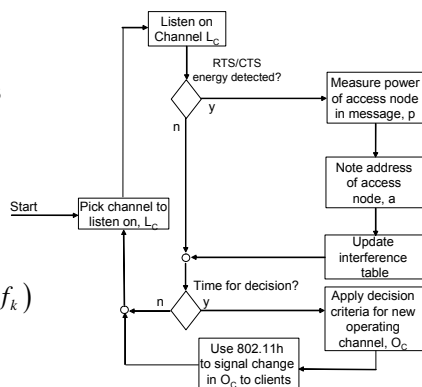 Listen on
Channel L_C
RTS/CTS
energy detected?
y
n
Measure power
of access node
in message, p
Note address
of access
node, a
Update
interference
table
Start
Pick channel to
listen on, L_C
Time for decision?
n
y
Apply decision
criteria for new
operating
channel, O_C
Use 802.11h
to signal change
in O_C to clients
f_k)